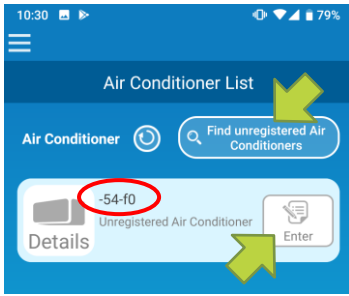 10:30 79%
Air Conditioner List
Air Conditioner
Find unregistered Air
Conditioners
-54-f0
Unregistered Air Conditioner
Details
Enter